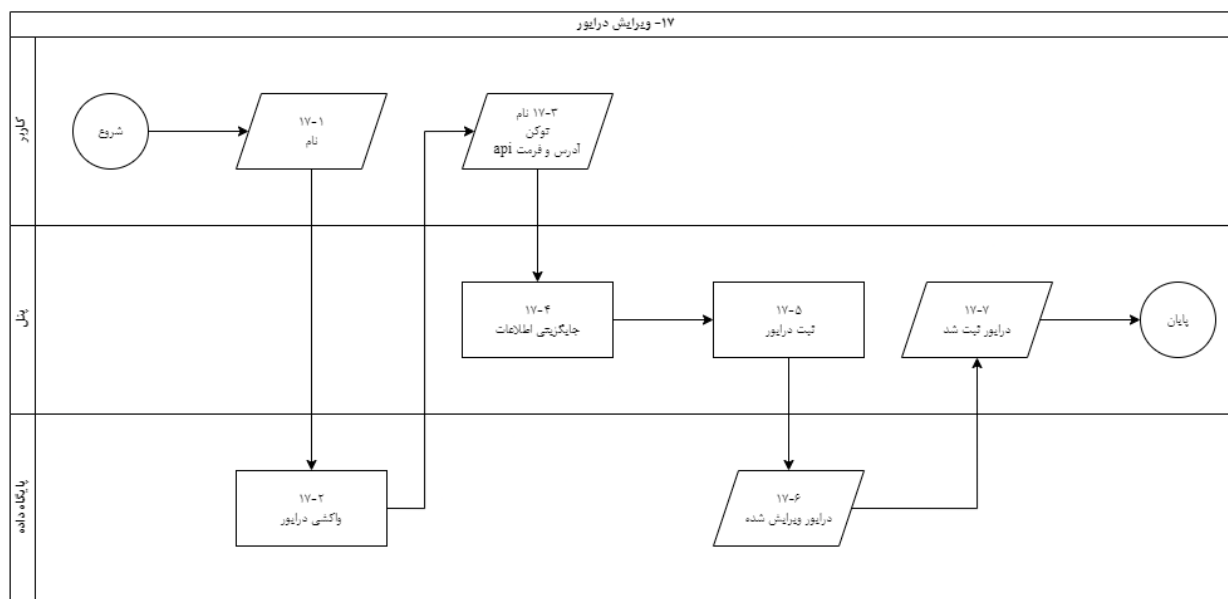 ۱۷- ویرایش درایور
کاربر
شروع
۱۷-۱
نام
۱۷-۳ نام
توکن
آدرس و فرمت api
پنل
۱۷-۴
جایگزینی اطلاعات
۱۷-۵
ثبت درایور
۱۷-۷
درایور ثبت شد
پایان
پایگاه داده
۱۷-۲
واکشی درایور
۱۷-۶
درایور ویرایش شده